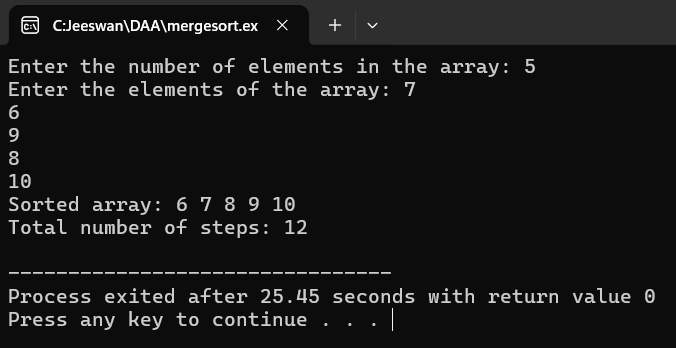 C:Jeeswan\DAA\mergesort.ex
Enter the number of elements in the array: 5
Enter the elements of the array: 7
6
9
8
10
Sorted array: 6 7 8 9 10
Total number of steps: 12
--------------------------------
Process exited after 25.45 seconds with return value 0
Press any key to continue . . .